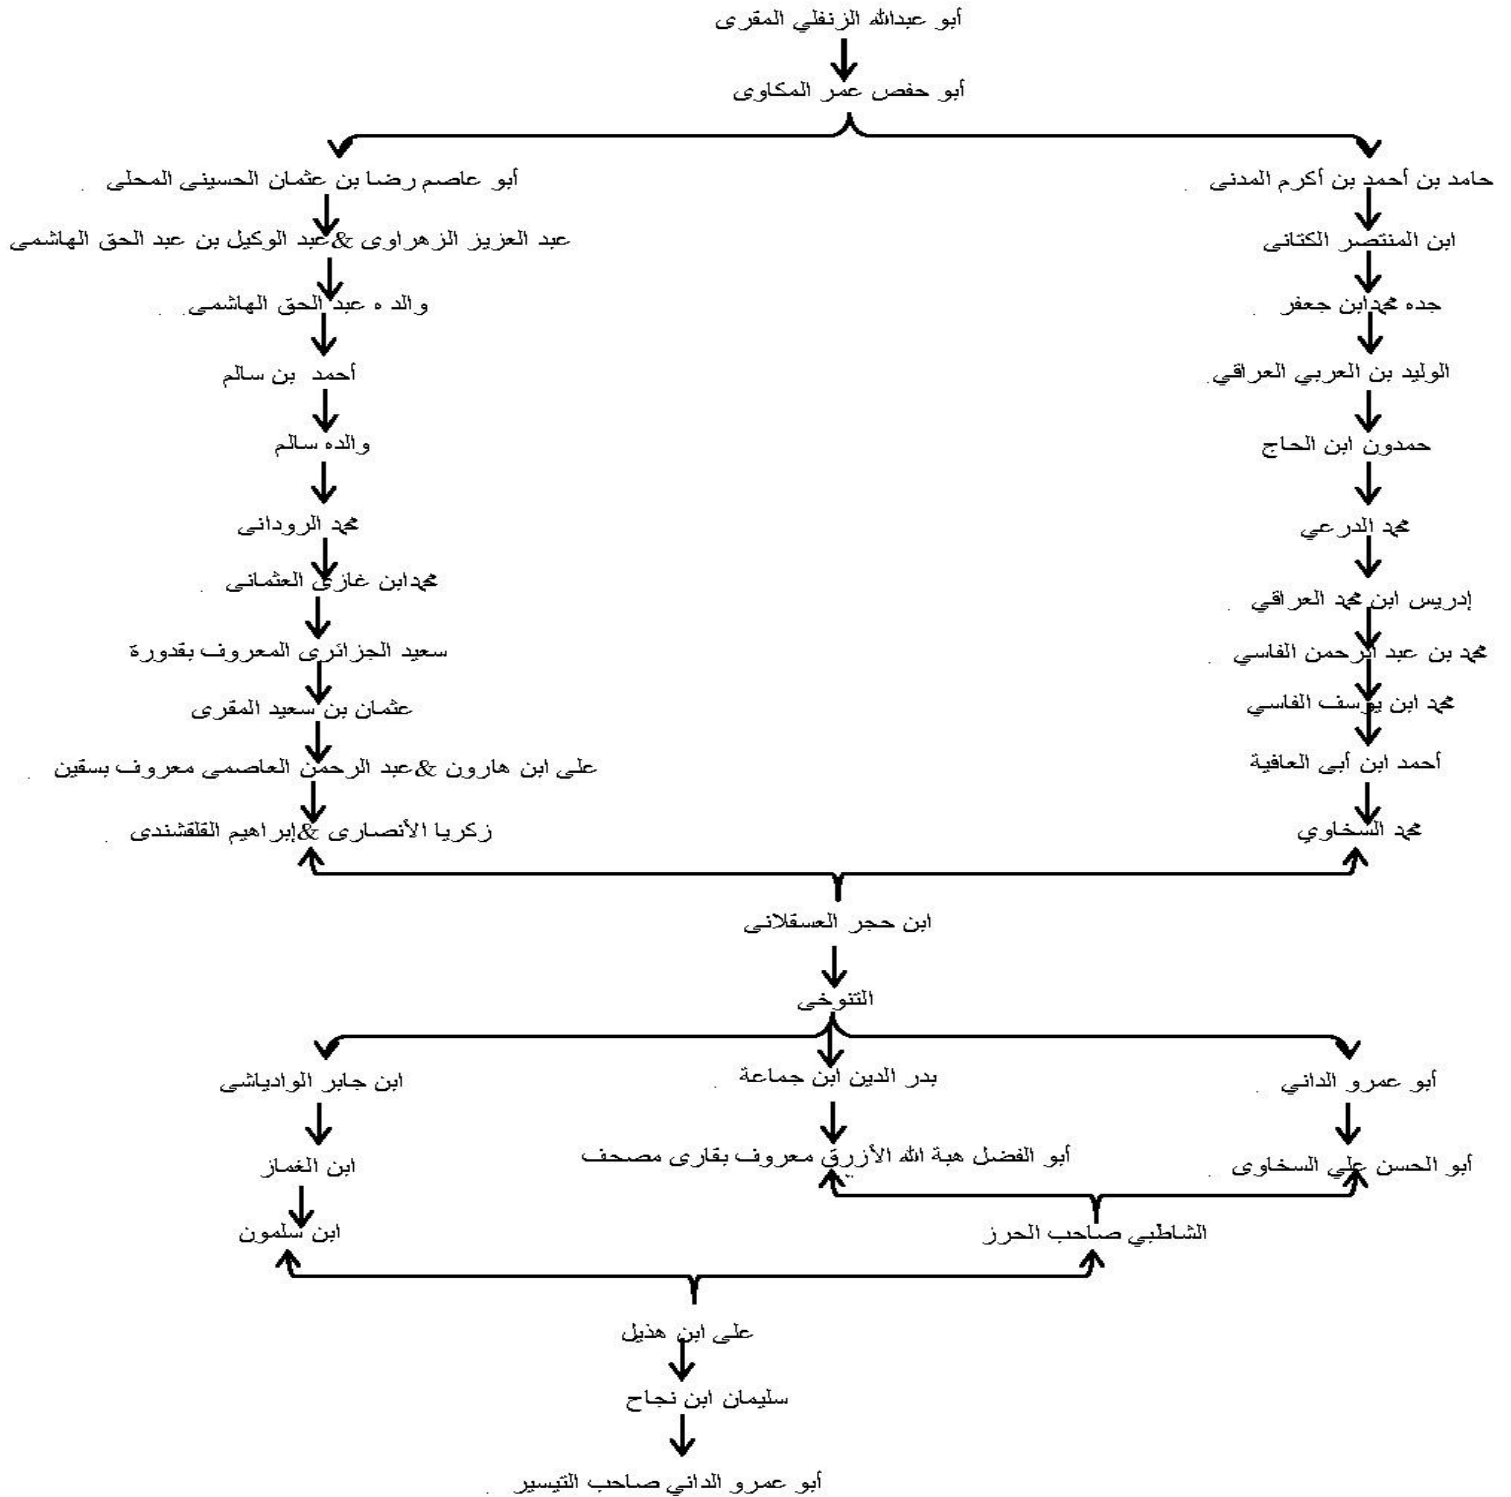 أبو عبدالله الزنفلي المقرى
أبو حفص عمر المكاوى
حامد بن أحمد بن أكرم المدنى .
أبو عاصم رضا بن عثمان الحسينى المحلى .
ابن المنتصر الكتانى
عبد العزيز الزهراوى &عبد الوكيل بن عبد الحق الهاشمى
جده محمدابن جعفر .
والد ه عبد الحق الهاشمى .
الوليد بن العربي العراقي.
أحمد بن سالم
حمدون ابن الحاج
والده سالم
محمد الدرعي
محمد الرودانى
إدريس ابن محمد العراقي .
محمدابن غازى العثمانى .
محمد بن عبد الرحمن الفاسي .
سعيد الجزائرى المعروف بقدورة
محمد ابن يوسف الفاسي
عثمان بن سعيد المقرى
أحمد ابن أبى العافية
على ابن هارون &عبد الرحمن العاصمى معروف بسقين .
محمد السخاوي
زكريا الأنصارى &إبراهيم القلقشندى .
ابن حجر العسقلانى
التنوخى
أبو عمرو الداني .
بدر الدين ابن جماعة .
ابن جابر الوادياشى
أبو الحسن علي السخاوى .
أبو الفضل هبة الله الأزرق معروف بقارى مصحف
ابن الغماز
الشاطبي صاحب الحرز
ابن سلمون
على ابن هذيل
سليمان ابن نجاح
أبو عمرو الداني صاحب التيسير .